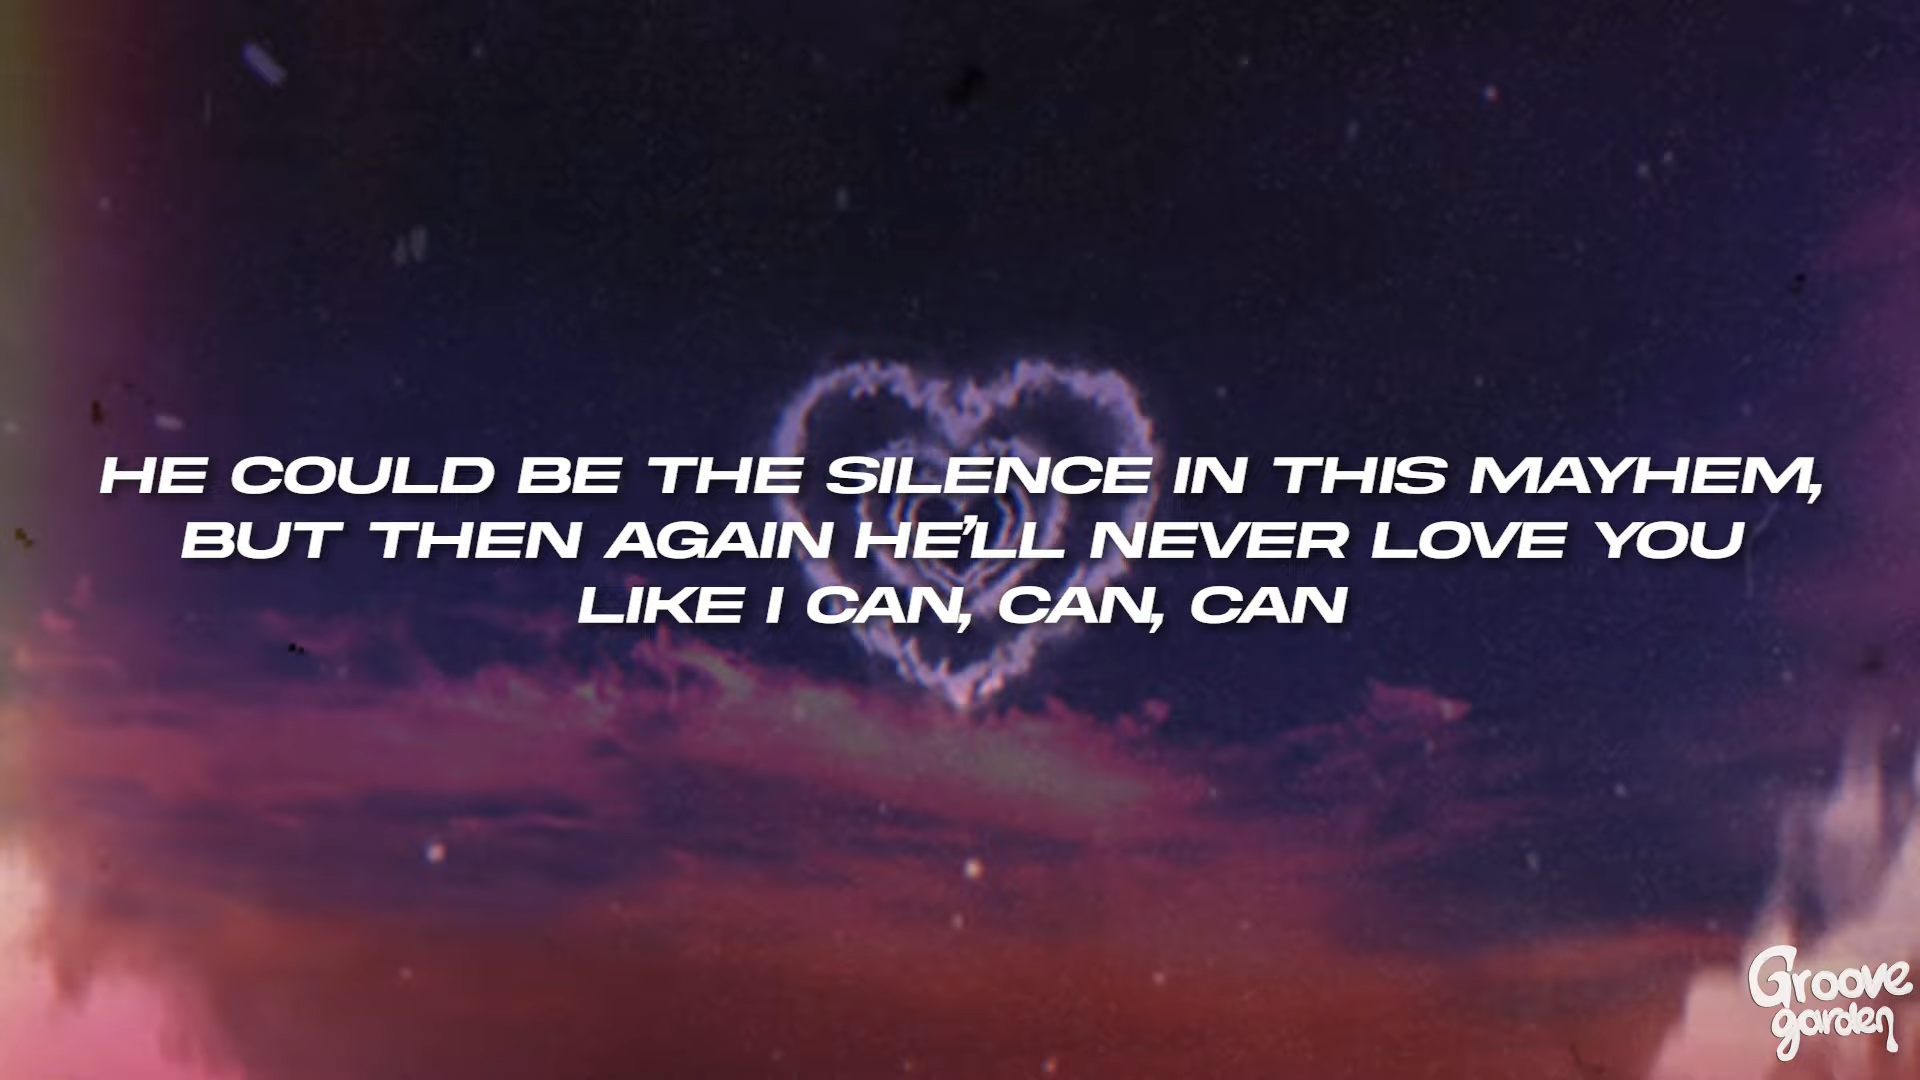 HE COULD BE THE SILENCE IN THIS MAYHEM,
BUT THEN AGAIN HE'LL NEVER LOVE YOU
LIKE I CAN, CAN, CAN
Groove
garden